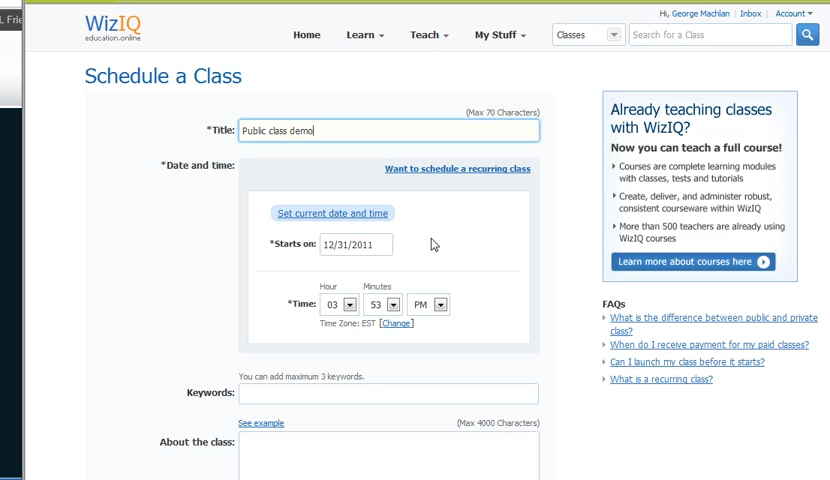 L Frie
Hi, George Machlan | Inbox | Account
WizIQ
education.online
Home Learn Teach My Stuff Classes Search for a Class
Schedule a Class
(Max 70 Characters)
*Title: Public class demo
*Date and time: Want to schedule a recurring class
Set current date and time
*Starts on: 12/31/2011
Hour Minutes
*Time: 03 53 PM
Time Zone: EST [Change]
You can add maximum 3 keywords.
Keywords:
See example (Max 4000 Characters)
About the class:
Already teaching classes
with WizIQ?
Now you can teach a full course!
Courses are complete learning modules
with classes, tests and tutorials
Create, deliver, and administer robust,
consistent courseware within WizIQ
More than 500 teachers are already using
WizIQ courses
Learn more about courses here
FAQs
What is the difference between public and private
class?
When do I receive payment for my paid classes?
Can I launch my class before it starts?
What is a recurring class?